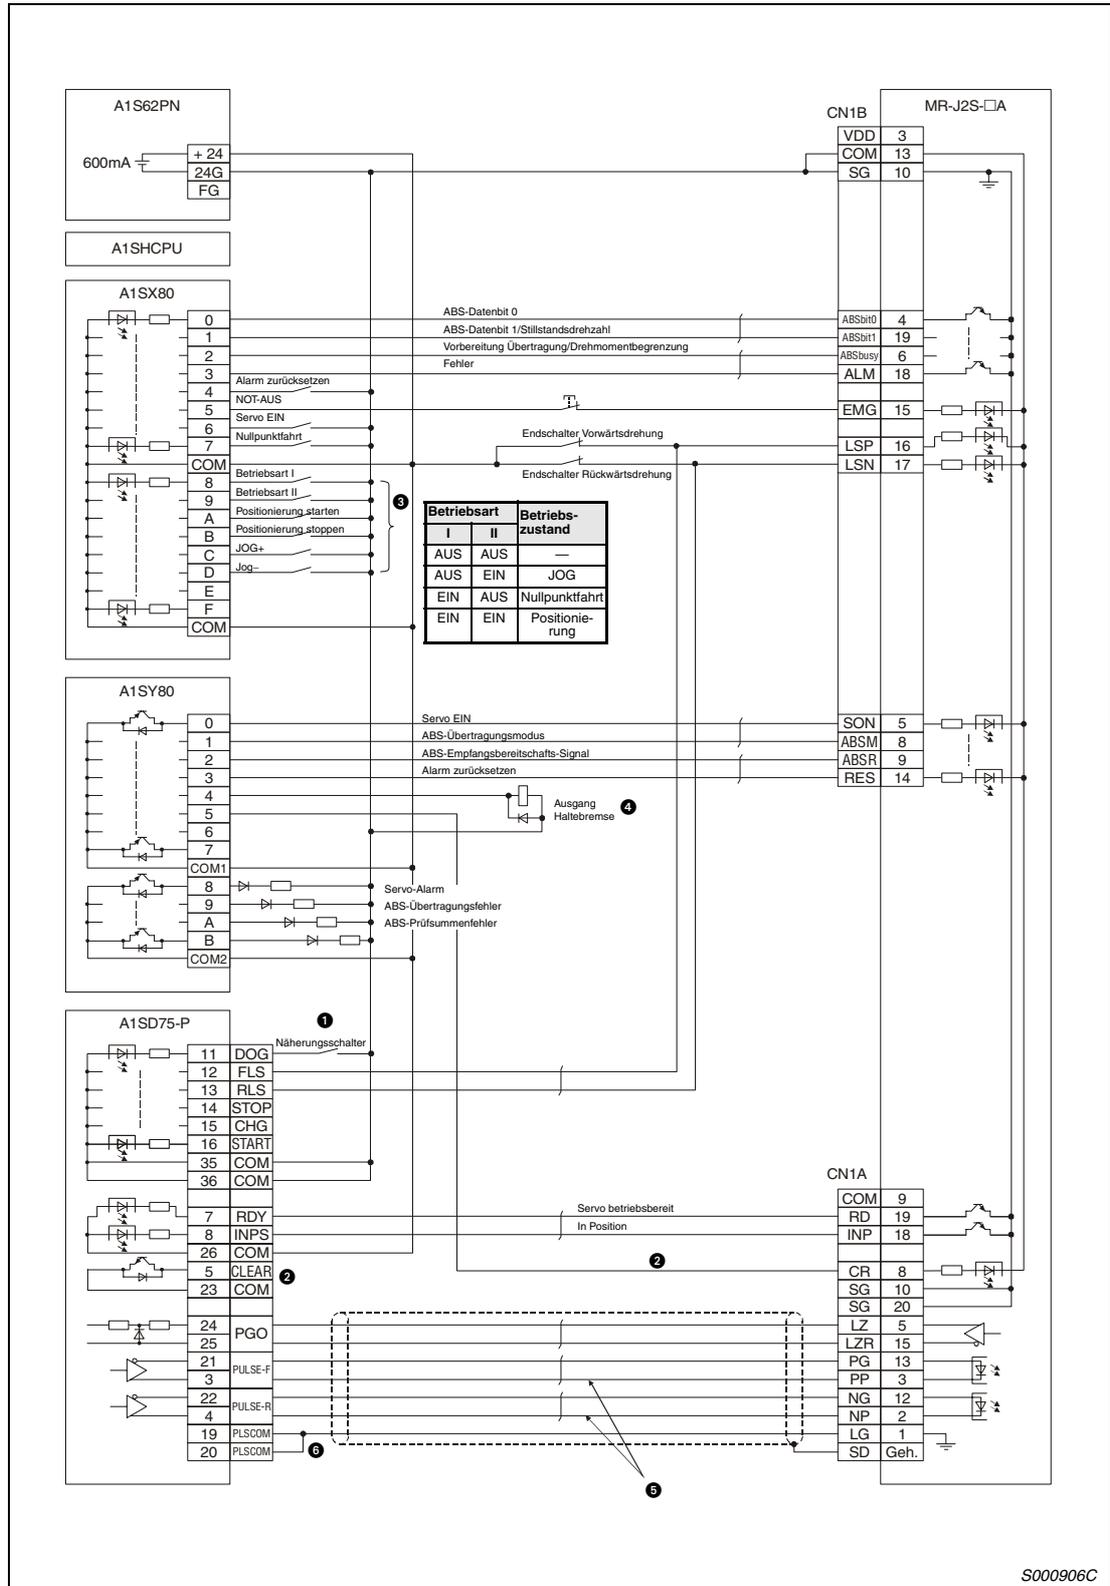 A1S62PN
600mA
+ 24
24G
FG
A1SHCPU
CN1B
MR-J2S-□A
VDD 3
COM 13
SG 10
A1SX80
0
1
2
3
4
5
6
7
COM
8
9
A
B
C
D
E
F
COM
ABS-Datenbit 0
ABS-Datenbit 1/Stillstandsdrehzahl
Vorbereitung Übertragung/Drehmomentbegrenzung
Fehler
Alarm zurücksetzen
NOT-AUS
Servo EIN
Nullpunktfahrt
Betriebsart I
Betriebsart II
Positionierung starten
Positionierung stoppen
JOG+
Jog–
❸
Endschalter Vorwärtsdrehung
Endschalter Rückwärtsdrehung
ABSbit0 4
ABSbit1 19
ABSbusy 6
ALM 18
EMG 15
LSP 16
LSN 17
Betriebsart Betriebs-
zustand
I II
AUS AUS —
AUS EIN JOG
EIN AUS Nullpunktfahrt
EIN EIN Positionie-
rung
A1SY80
0
1
2
3
4
5
6
7
COM1
8
9
A
B
COM2
Servo EIN
ABS-Übertragungsmodus
ABS-Empfangsbereitschafts-Signal
Alarm zurücksetzen
SON 5
ABSM 8
ABSR 9
RES 14
Ausgang
Haltebremse
❹
Servo-Alarm
ABS-Übertragungsfehler
ABS-Prüfsummenfehler
A1SD75-P
❶
Näherungsschalter
11 DOG
12 FLS
13 RLS
14 STOP
15 CHG
16 START
35 COM
36 COM
7 RDY
8 INPS
26 COM
5 CLEAR
23 COM
❷
24
25
PGO
21
3
PULSE-F
22
4
PULSE-R
19 PLSCOM
20 PLSCOM
❻
Servo betriebsbereit
In Position
❷
❺
CN1A
COM 9
RD 19
INP 18
CR 8
SG 10
SG 20
LZ 5
LZR 15
PG 13
PP 3
NG 12
NP 2
LG 1
SD Geh.
S000906C